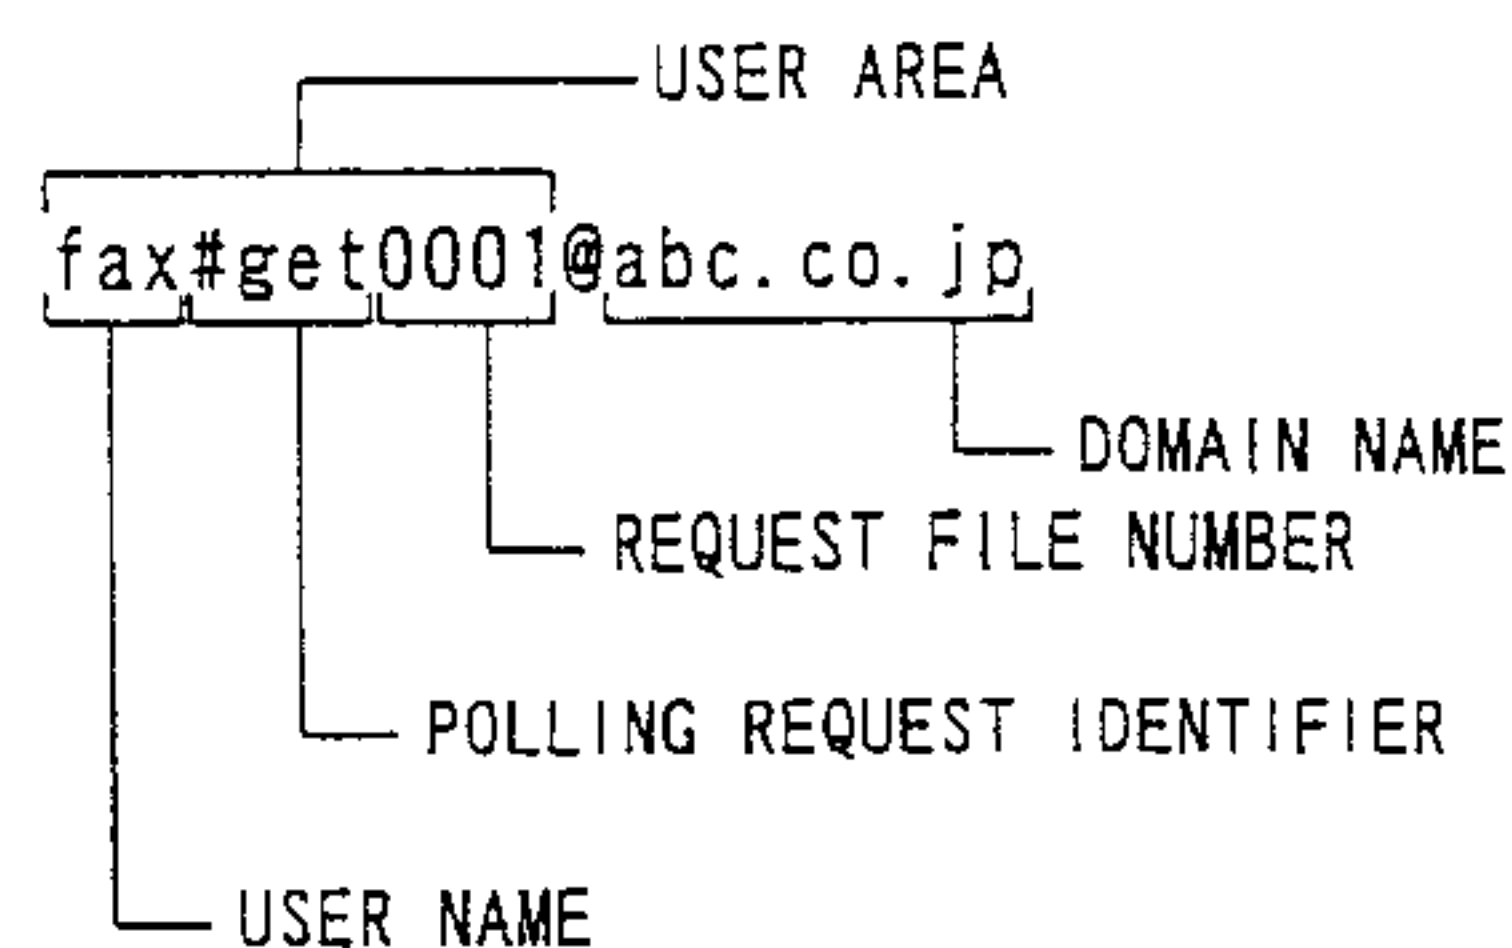 USER AREA
fax#get0001@abc.co.jp
DOMAIN NAME
REQUEST FILE NUMBER
POLLING REQUEST IDENTIFIER
USER NAME